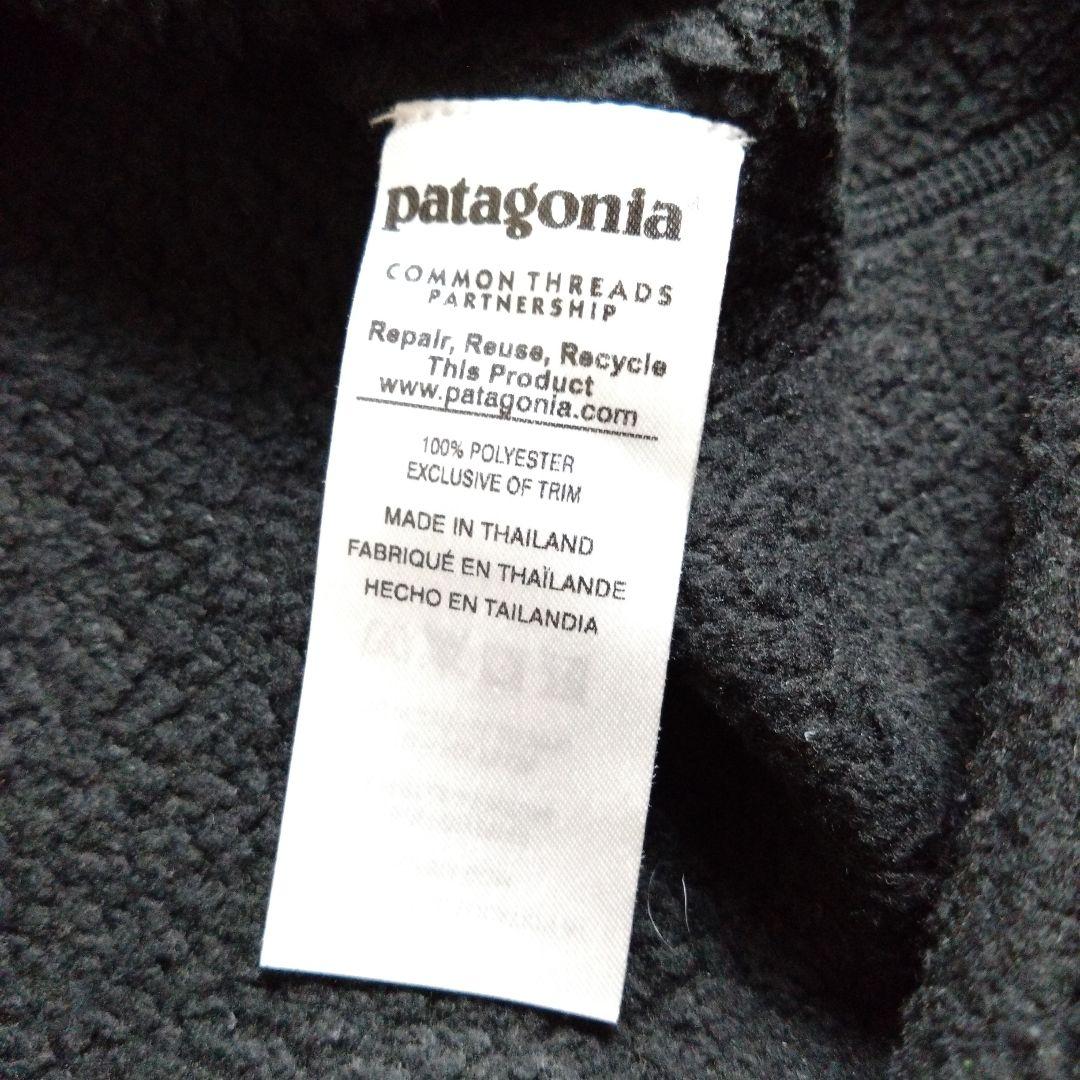 patagonia
COMMON THREADS
PARTNERSHIP
Repair, Reuse, Recycle
This Product
www.patagonia.com
100% POLYESTER
EXCLUSIVE OF TRIM
MADE IN THAILAND
FABRIQUÉ EN THAÏLANDE
HECHO EN TAILANDIA